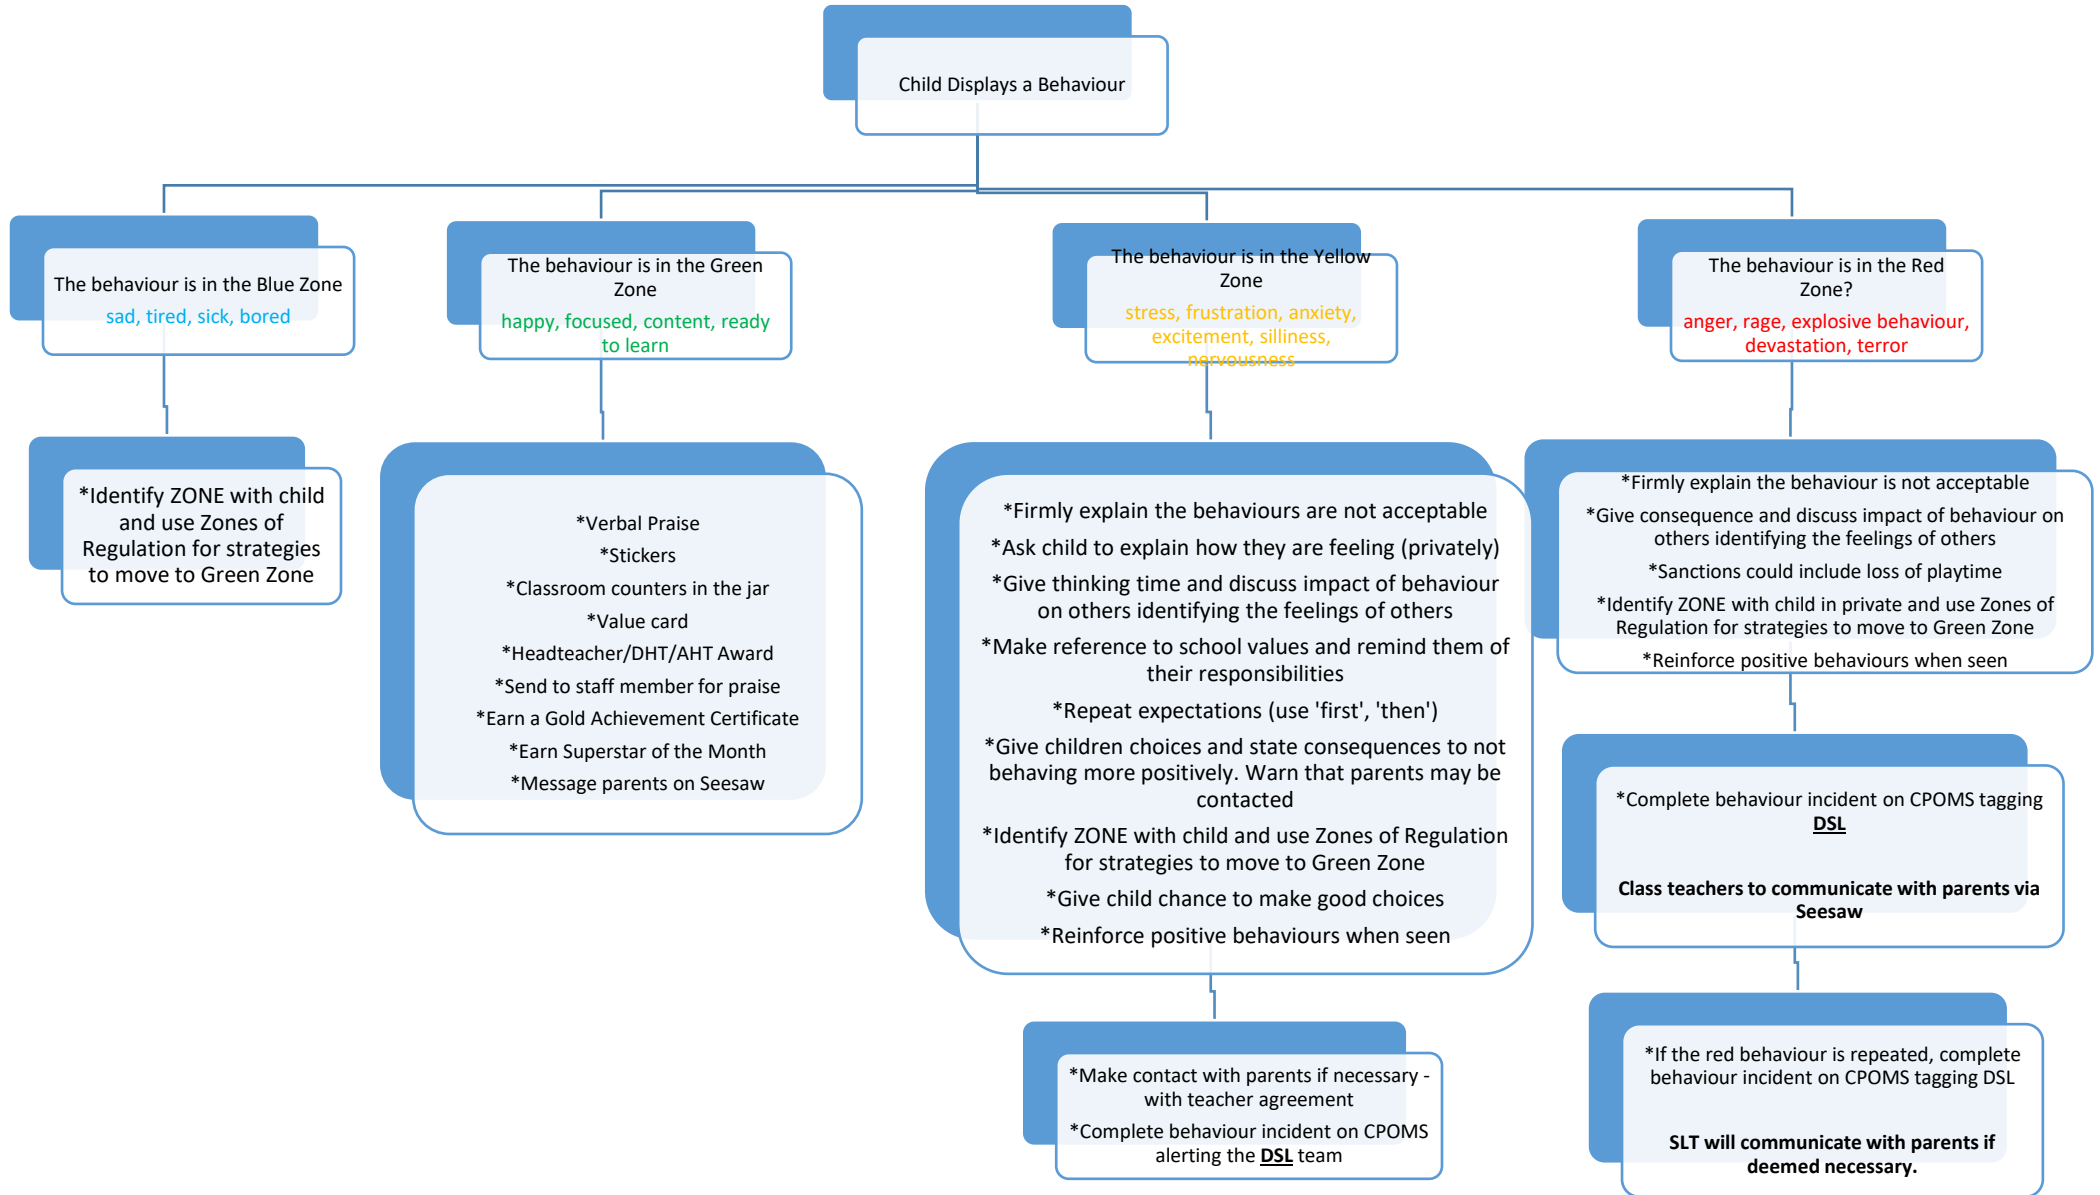 Child Displays a Behaviour
The behaviour is in the Blue Zone
sad, tired, sick, bored
*Identify ZONE with child
and use Zones of
Regulation for strategies
to move to Green Zone
The behaviour is in the Green
Zone
happy, focused, content, ready
to learn
*Verbal Praise
*Stickers
*Classroom counters in the jar
*Value card
*Headteacher/DHT/AHT Award
*Send to staff member for praise
*Earn a Gold Achievement Certificate
*Earn Superstar of the Month
*Message parents on Seesaw
The behaviour is in the Yellow
Zone
stress, frustration, anxiety,
excitement, silliness,
nervousness
*Firmly explain the behaviours are not acceptable
*Ask child to explain how they are feeling (privately)
*Give thinking time and discuss impact of behaviour
on others identifying the feelings of others
*Make reference to school values and remind them of
their responsibilities
*Repeat expectations (use 'first', 'then')
*Give children choices and state consequences to not
behaving more positively. Warn that parents may be
contacted
*Identify ZONE with child and use Zones of Regulation
for strategies to move to Green Zone
*Give child chance to make good choices
*Reinforce positive behaviours when seen
*Make contact with parents if necessary -
with teacher agreement
*Complete behaviour incident on CPOMS
alerting the DSL team
The behaviour is in the Red
Zone?
anger, rage, explosive behaviour,
devastation, terror
*Firmly explain the behaviour is not acceptable
*Give consequence and discuss impact of behaviour on
others identifying the feelings of others
*Sanctions could include loss of playtime
*Identify ZONE with child in private and use Zones of
Regulation for strategies to move to Green Zone
*Reinforce positive behaviours when seen
*Complete behaviour incident on CPOMS tagging
DSL
Class teachers to communicate with parents via
Seesaw
*If the red behaviour is repeated, complete
behaviour incident on CPOMS tagging DSL
SLT will communicate with parents if
deemed necessary.